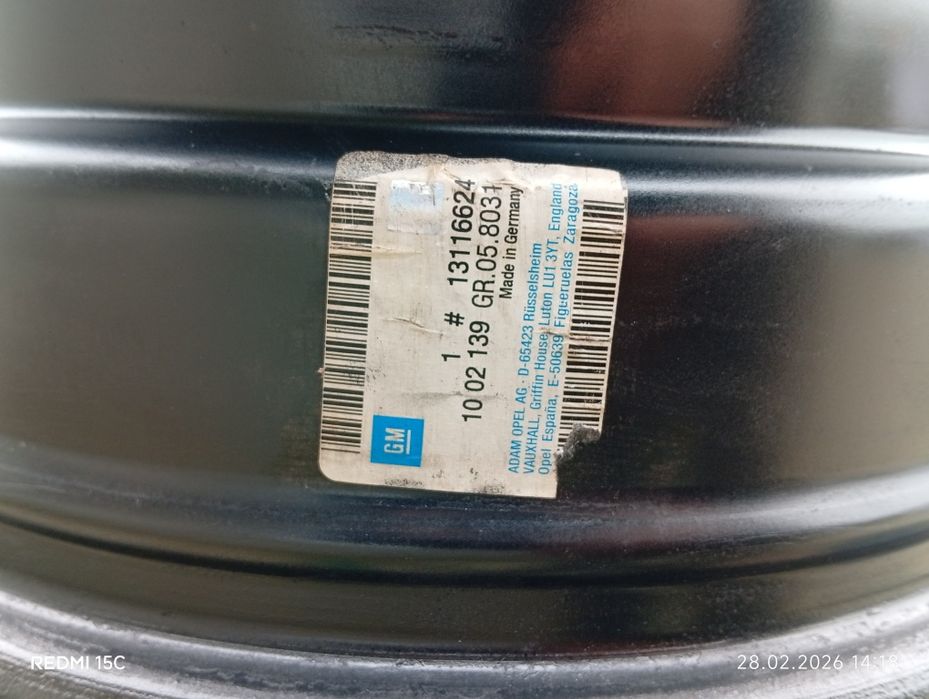 1 # 13116624
10 02 139 GR.05.8031
Made in Germany
ADAM OPEL AG · D-65423 Rüsselsheim
VAUXHALL, Griffin House, Luton LU1 3YT, England
Opel España, E-50639 Figueruelas Zaragoza
GM
REDMI 15C
28.02.2026 14:18